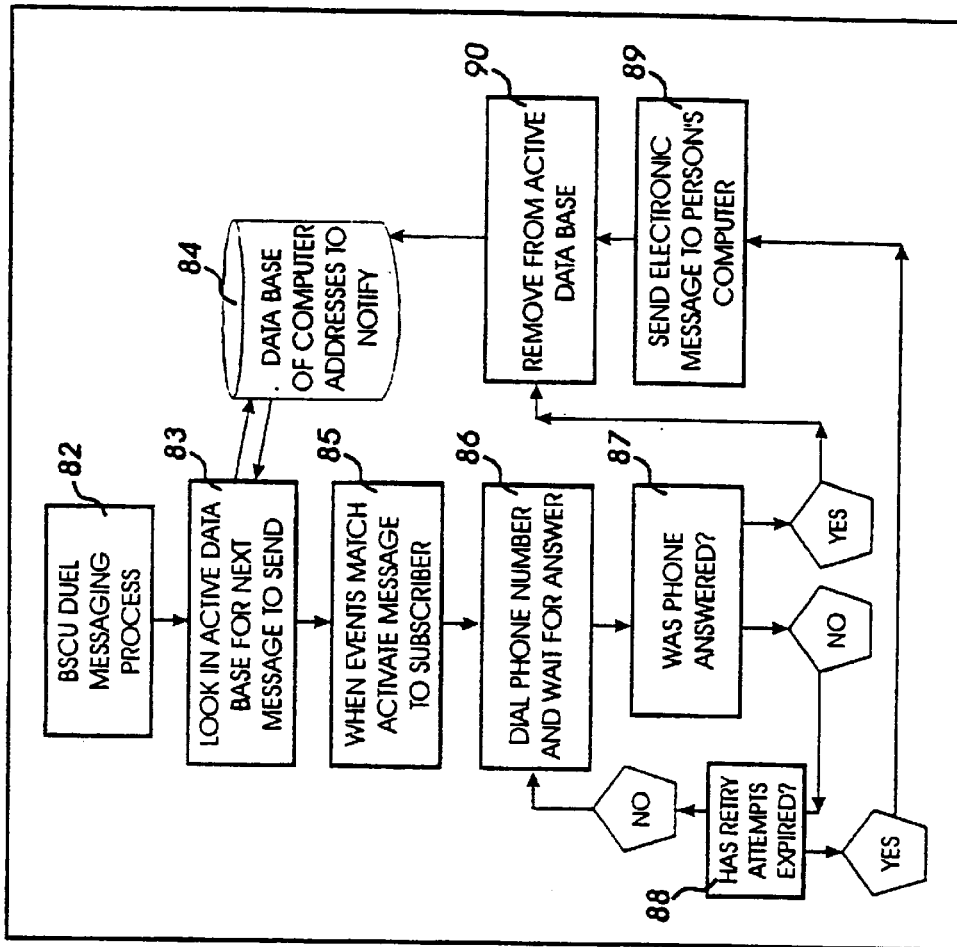 82
BSCU DUEL
MESSAGING
PROCESS
83
LOOK IN ACTIVE DATA
BASE FOR NEXT
MESSAGE TO SEND
84
DATA BASE
OF COMPUTER
ADDRESSES TO
NOTIFY
85
WHEN EVENTS MATCH
ACTIVATE MESSAGE
TO SUBSCRIBER
86
DIAL PHONE NUMBER
AND WAIT FOR ANSWER
87
WAS PHONE
ANSWERED?
NO
YES
88
HAS RETRY
ATTEMPTS
EXPIRED?
NO
YES
89
SEND ELECTRONIC
MESSAGE TO PERSON'S
COMPUTER
90
REMOVE FROM ACTIVE
DATA BASE